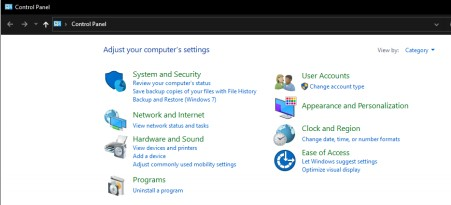 Control Panel
Control Panel
Adjust your computer's settings
View by: Category
System and Security
Review your computer's status
Save backup copies of your files with File History
Backup and Restore (Windows 7)
Network and Internet
View network status and tasks
Hardware and Sound
View devices and printers
Add a device
Adjust commonly used mobility settings
Programs
Uninstall a program
User Accounts
Change account type
Appearance and Personalization
Clock and Region
Change date, time, or number formats
Ease of Access
Let Windows suggest settings
Optimize visual display